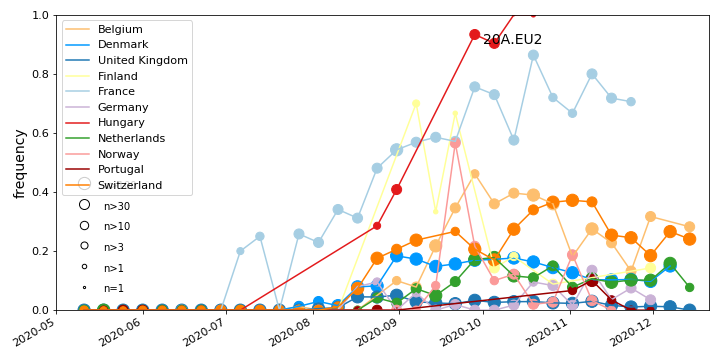 1.0
0.8
0.6
0.4
0.2
0.0
frequency
Belgium
Denmark
United Kingdom
Finland
France
Germany
Hungary
Netherlands
Norway
Portugal
Switzerland
n>30
n>10
n>3
n>1
n=1
20A.EU2
2020-05
2020-06
2020-07
2020-08
2020-09
2020-10
2020-11
2020-12